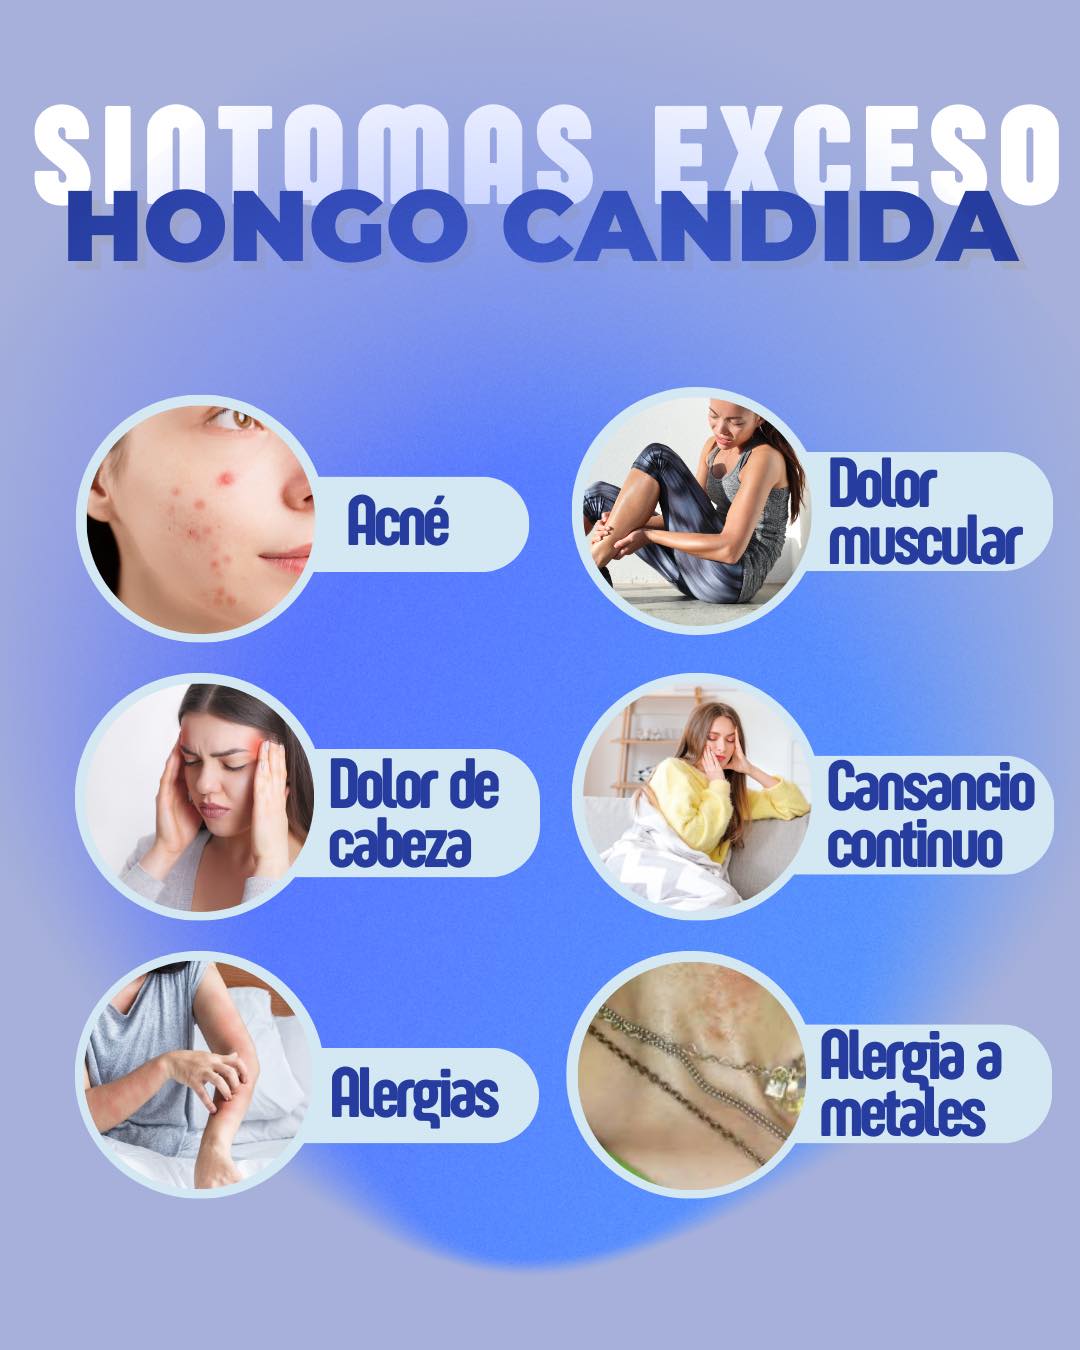 SINTOMAS EXCESO
HONGO CANDIDA
Acné
Dolor
muscular
Dolor de
cabeza
Cansancio
continuo
Alergias
Alergia a
metales